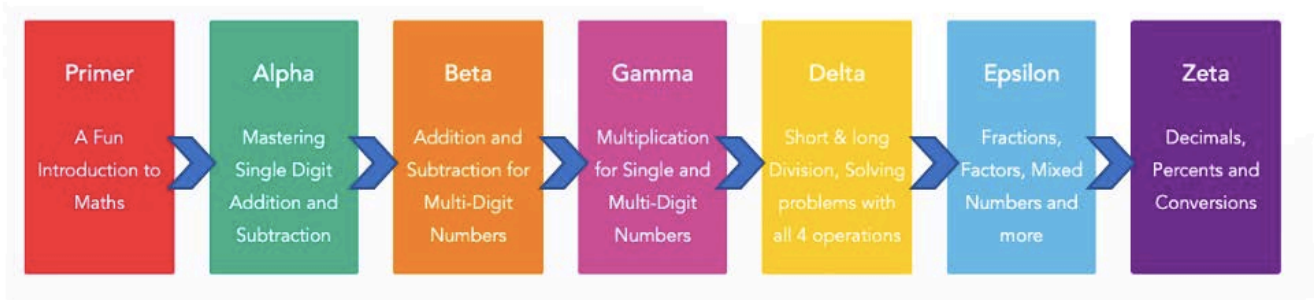 Primer
A Fun
Introduction to
Maths
Alpha
Mastering
Single Digit
Addition and
Subtraction
Beta
Addition and
Subtraction for
Multi-Digit
Numbers
Gamma
Multiplication
for Single and
Multi-Digit
Numbers
Delta
Short & long
Division, Solving
problems with
all 4 operations
Epsilon
Fractions,
Factors, Mixed
Numbers and
more
Zeta
Decimals,
Percents and
Conversions